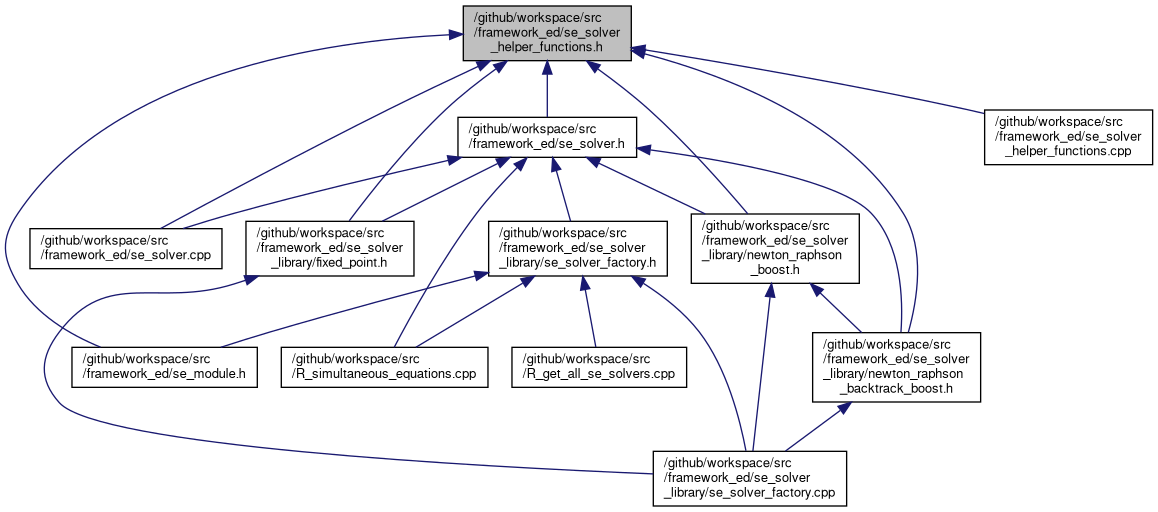 /github/workspace/src
/framework_ed/se_solver
_helper_functions.h
/github/workspace/src
/framework_ed/se_solver.h
/github/workspace/src
/framework_ed/se_solver
_helper_functions.cpp
/github/workspace/src
/framework_ed/se_solver.cpp
/github/workspace/src
/framework_ed/se_solver
_library/fixed_point.h
/github/workspace/src
/framework_ed/se_solver
_library/se_solver_factory.h
/github/workspace/src
/framework_ed/se_solver
_library/newton_raphson
_boost.h
/github/workspace/src
/framework_ed/se_module.h
/github/workspace/src
/R_simultaneous_equations.cpp
/github/workspace/src
/R_get_all_se_solvers.cpp
/github/workspace/src
/framework_ed/se_solver
_library/newton_raphson
_backtrack_boost.h
/github/workspace/src
/framework_ed/se_solver
_library/se_solver_factory.cpp